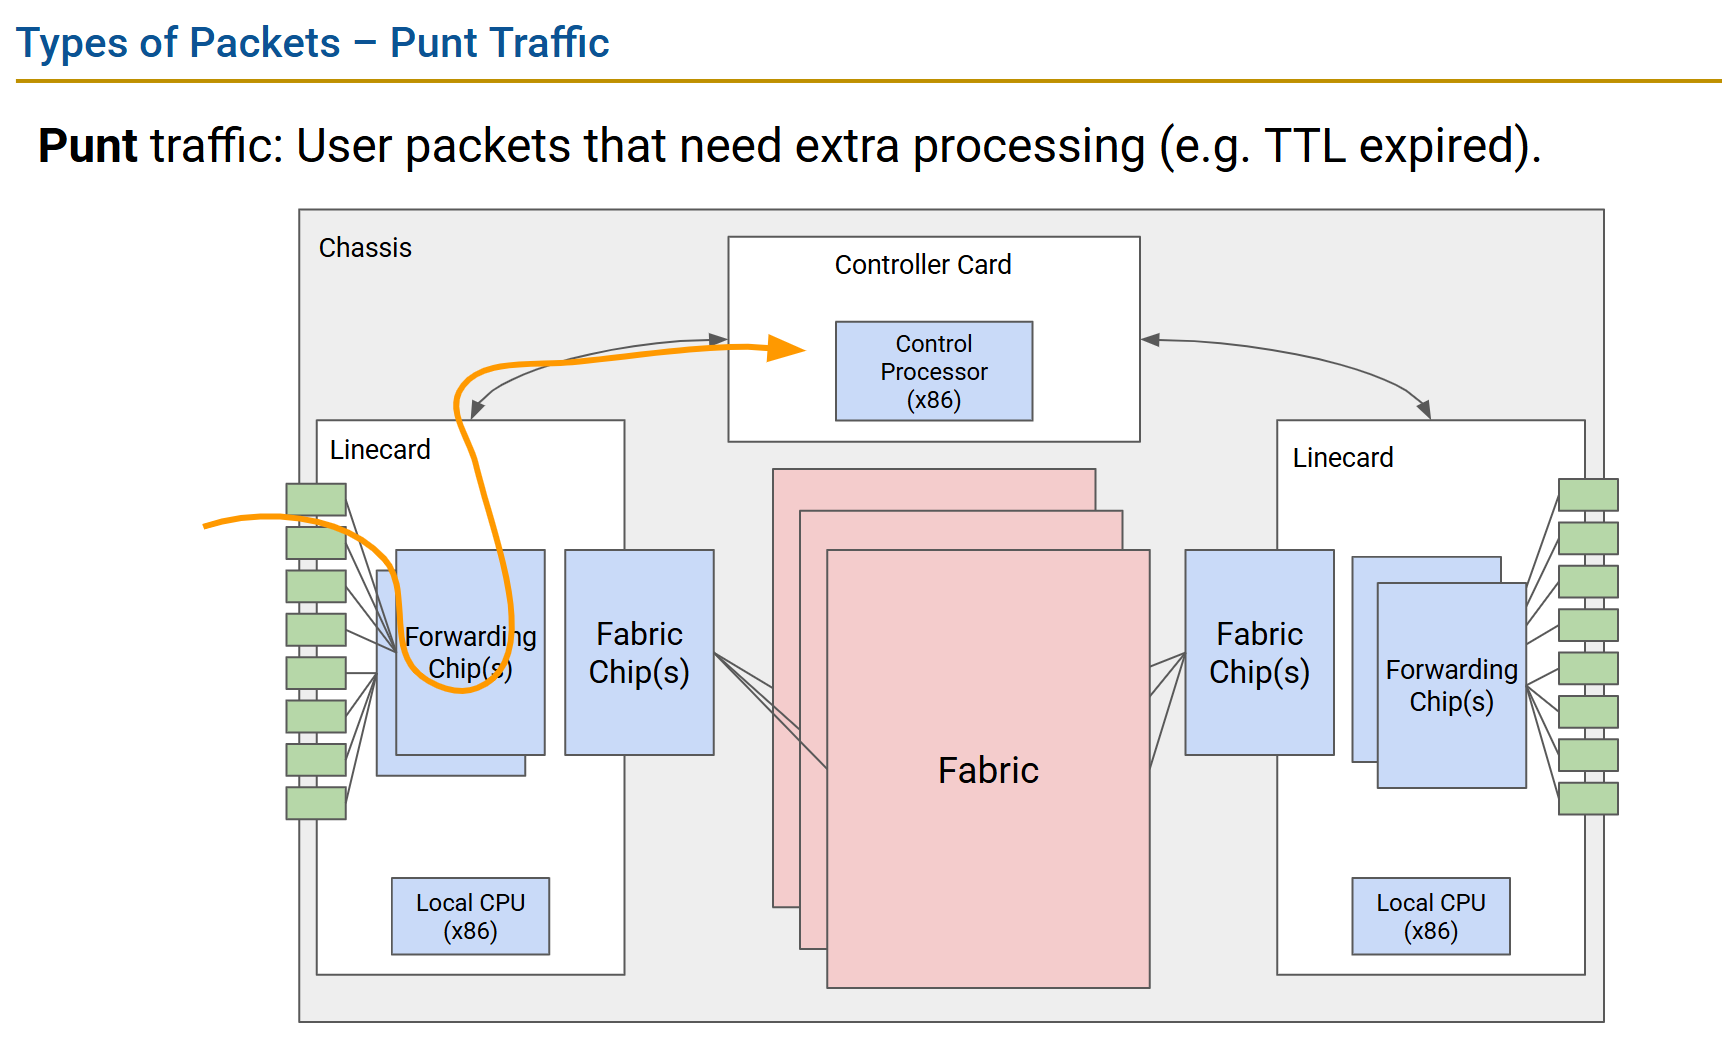 Types of Packets – Punt Traffic
Punt traffic: User packets that need extra processing (e.g. TTL expired).
Chassis
Controller Card
Control
Processor
(x86)
Linecard
Linecard
Forwarding
Chip(s)
Fabric
Chip(s)
Fabric
Fabric
Chip(s)
Forwarding
Chip(s)
Local CPU
(x86)
Local CPU
(x86)